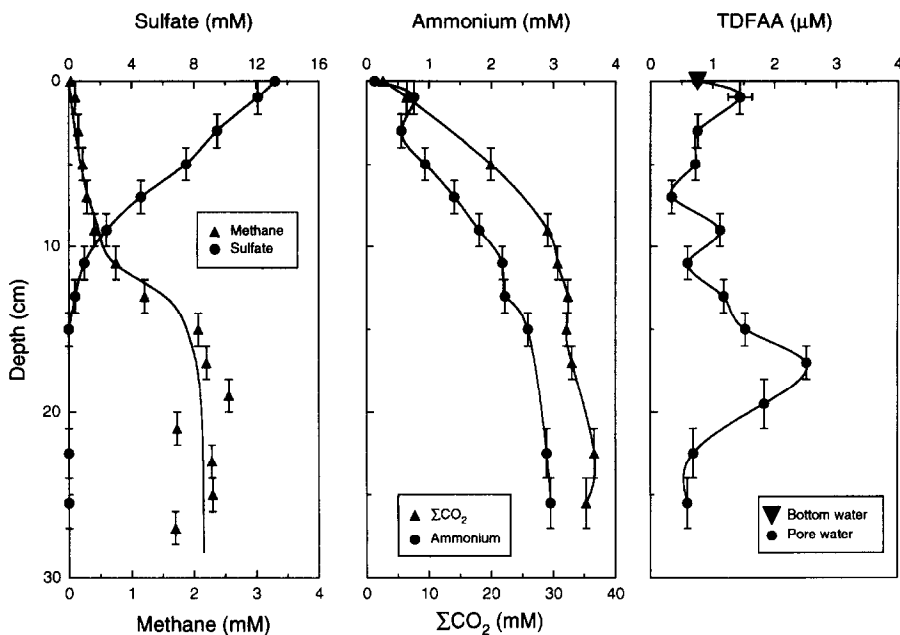 Sulfate (mM)
0 4 8 12 16
Ammonium (mM)
0 1 2 3 4
TDFAA (μM)
0 1 2 3 4
Depth (cm)
0
10
20
30
Methane
Sulfate
ΣCO₂
Ammonium
Bottom water
Pore water
0 1 2 3 4
Methane (mM)
0 10 20 30 40
ΣCO₂ (mM)